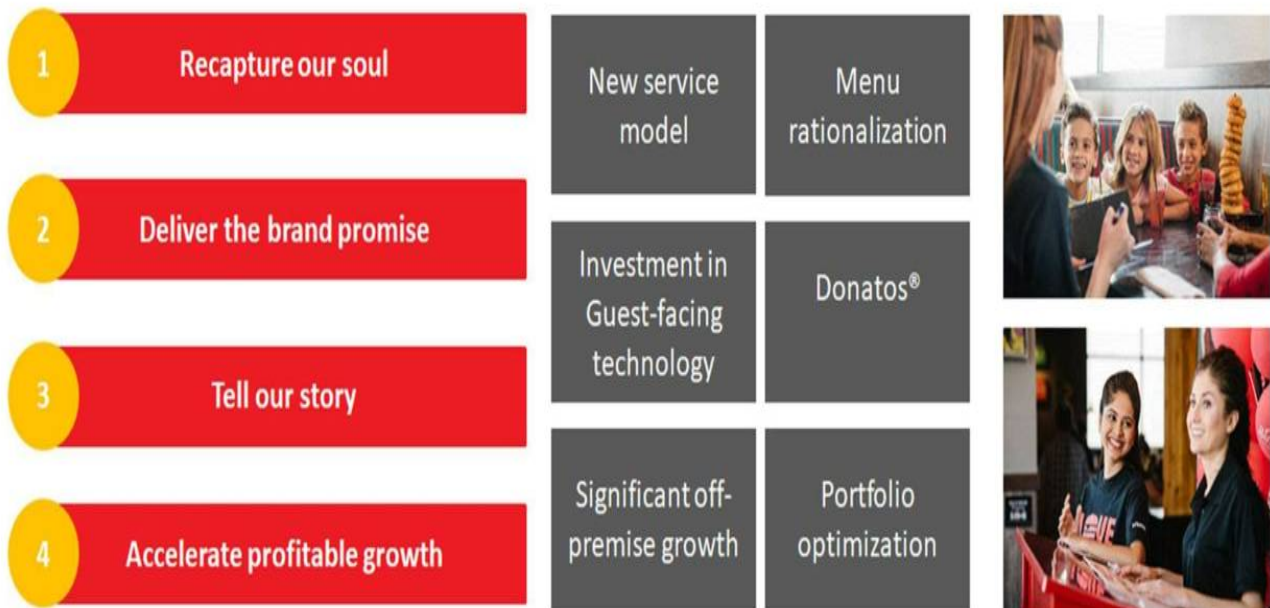 1
Recapture our soul
2
Deliver the brand promise
3
Tell our story
4
Accelerate profitable growth
New service
model
Menu
rationalization
Investment in
Guest-facing
technology
Donatos®
Significant off-
premise growth
Portfolio
optimization